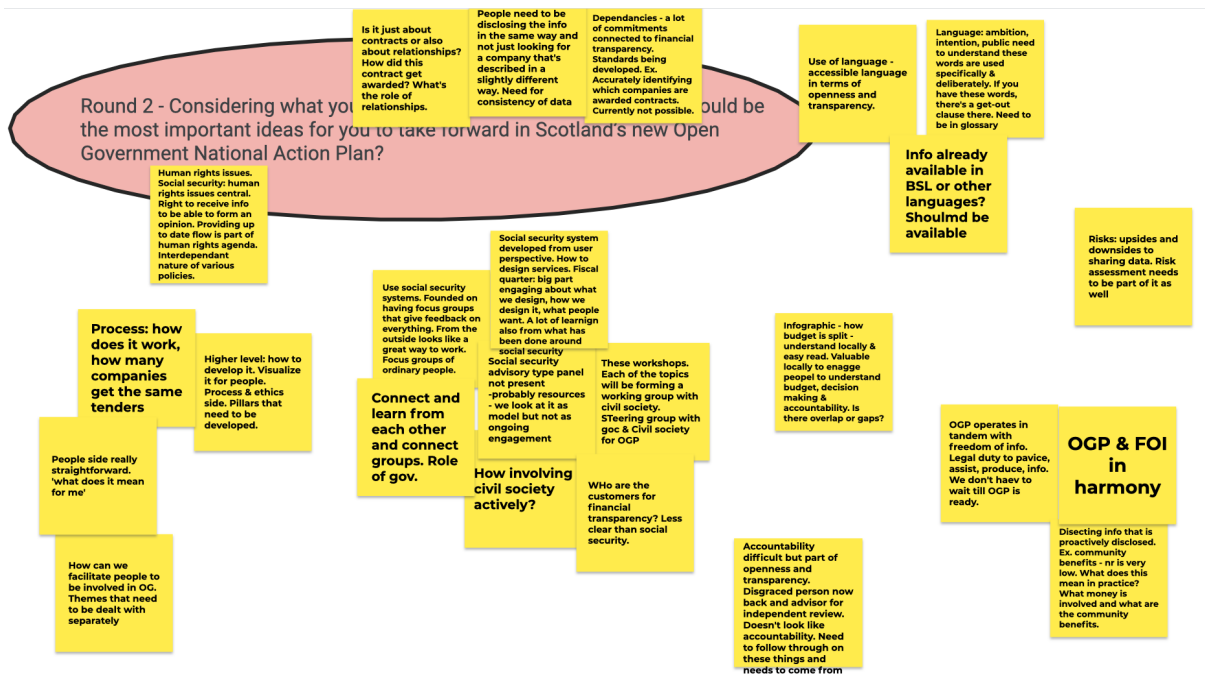 Is it just about
contracts or also
about relationships?
How did this
contract get
awarded? What's
the role of
relationships.
People need to be
disclosing the info
in the same way and
not just looking for
a company that's
described in a
slightly different
way. Need for
consistency of data
Dependancies - a lot
of commitments
connected to financial
transparency.
Standards being
developed. Ex.
Accurately identifying
which companies are
awarded contracts.
Currently not possible.
Use of language -
accessible language
in terms of
openness and
transparency.
Language: ambition,
intention, public need
to understand these
words are used
specifically &
deliberately. If you
have these words,
there's a get-out
clause there. Need to
be in glossary
Round 2 - Considering what you ould be
the most important ideas for you to take forward in Scotland's new Open
Government National Action Plan?
Info already
available in
BSL or other
languages?
Shoulmd be
available
Human rights issues.
Social security: human
rights issues central.
Right to receive info
to be able to form an
opinion. Providing up
to date flow is part of
human rights agenda.
Interdependant
nature of various
policies.
Risks: upsides and
downsides to
sharing data. Risk
assessment needs
to be part of it as
well
Social security system
developed from user
perspective. How to
design services. Fiscal
quarter: big part
engaging about what
we design, how we
design it, what people
want. A lot of learnign
also from what has
been done around
social security
Use social security
systems. Founded on
having focus groups
that give feedback on
everything. From the
outside looks like a
great way to work.
Focus groups of
ordinary people.
Process: how
does it work,
how many
companies
get the same
tenders
Higher level: how to
develop it. Visualize
it for people.
Process & ethics
side. Pillars that
need to be
developed.
Social security
advisory type panel
not present
-probably resources
- we look at it as
model but not as
ongoing
engagement
These workshops.
Each of the topics
will be forming a
working group with
civil society.
STeering group with
goc & Civil society
for OGP
Infographic - how
budget is split -
understand locally &
easy read. Valuable
locally to enagge
peopel to understand
budget, decision
making &
accountability. Is
there overlap or gaps?
Connect and
learn from
each other
and connect
groups. Role
of gov.
How involving
civil society
actively?
WHo are the
customers for
financial
transparency? Less
clear than social
security.
OGP operates in
tandem with
freedom of info.
Legal duty to pavice,
assist, produce, info.
We don't haev to
wait till OGP is
ready.
OGP & FOI
in
harmony
People side really
straightforward.
'what does it mean
for me'
Disecting info that is
proactively disclosed.
Ex. community
benefits - nr is very
low. What does this
mean in practice?
What money is
involved and what are
the community
benefits.
How can we
facilitate people to
be involved in OG.
Themes that need
to be dealt with
separately
Accountability
difficult but part of
openness and
transparency.
Disgraced person now
back and advisor for
independent review.
Doesn't look like
accountability. Need
to follow through on
these things and
needs to come from